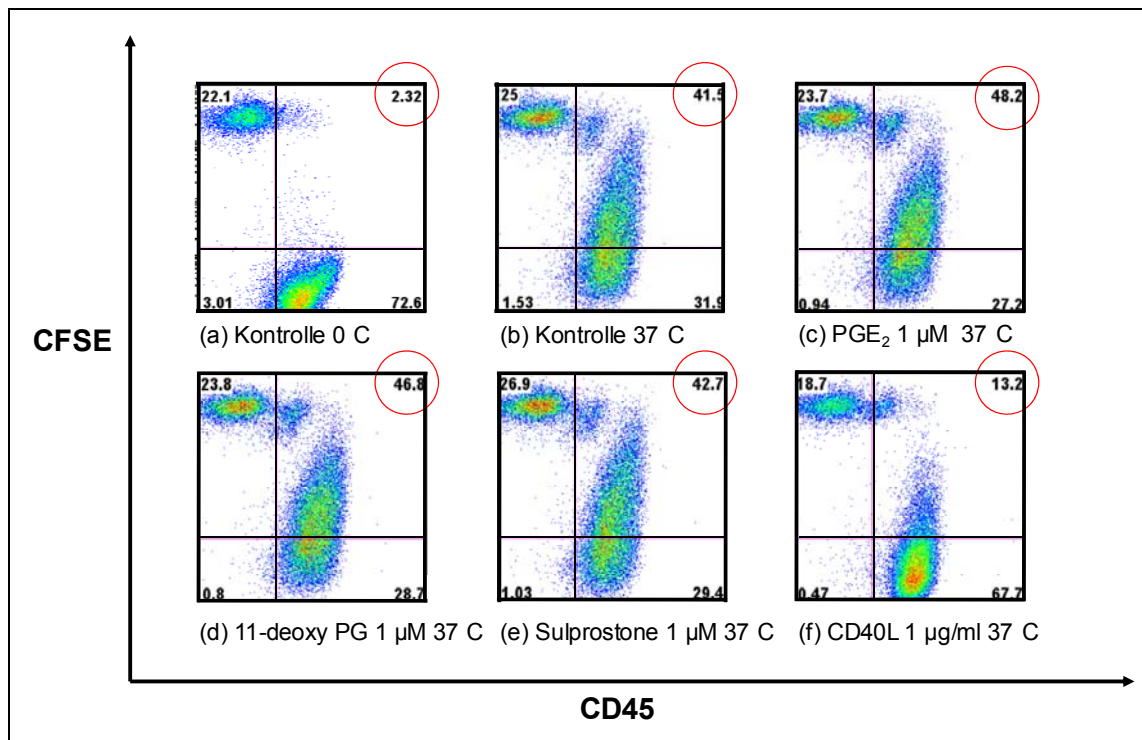 22.1 2.32
3.01 72.6
(a) Kontrolle 0 C
25 41.5
1.53 31.9
(b) Kontrolle 37 C
23.7 48.2
0.94 27.2
(c) PGE₂ 1 µM 37 C
CFSE
23.8 46.8
0.8 28.7
(d) 11-deoxy PG 1 µM 37 C
26.9 42.7
1.03 29.4
(e) Sulprostone 1 µM 37 C
18.7 13.2
0.47 67.7
(f) CD40L 1 µg/ml 37 C
CD45